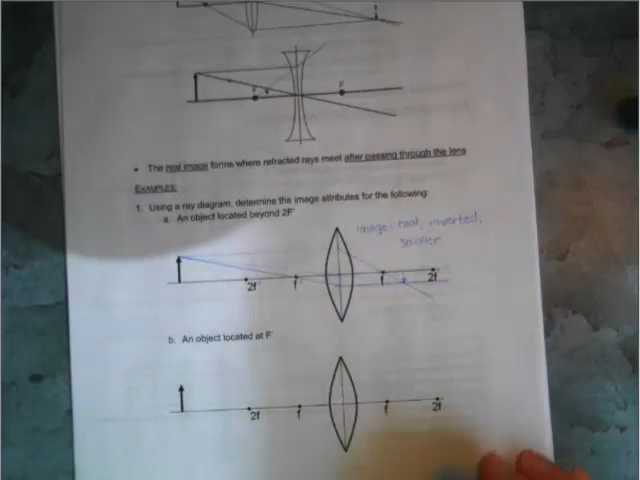 F F
• The real image forms where refracted rays meet after passing through the lens
EXAMPLES:
1. Using a ray diagram, determine the image attributes for the following:
a. An object located beyond 2F'
image: real, inverted,
smaller
2f' f' f 2f
b. An object located at F'
2f f f 2f